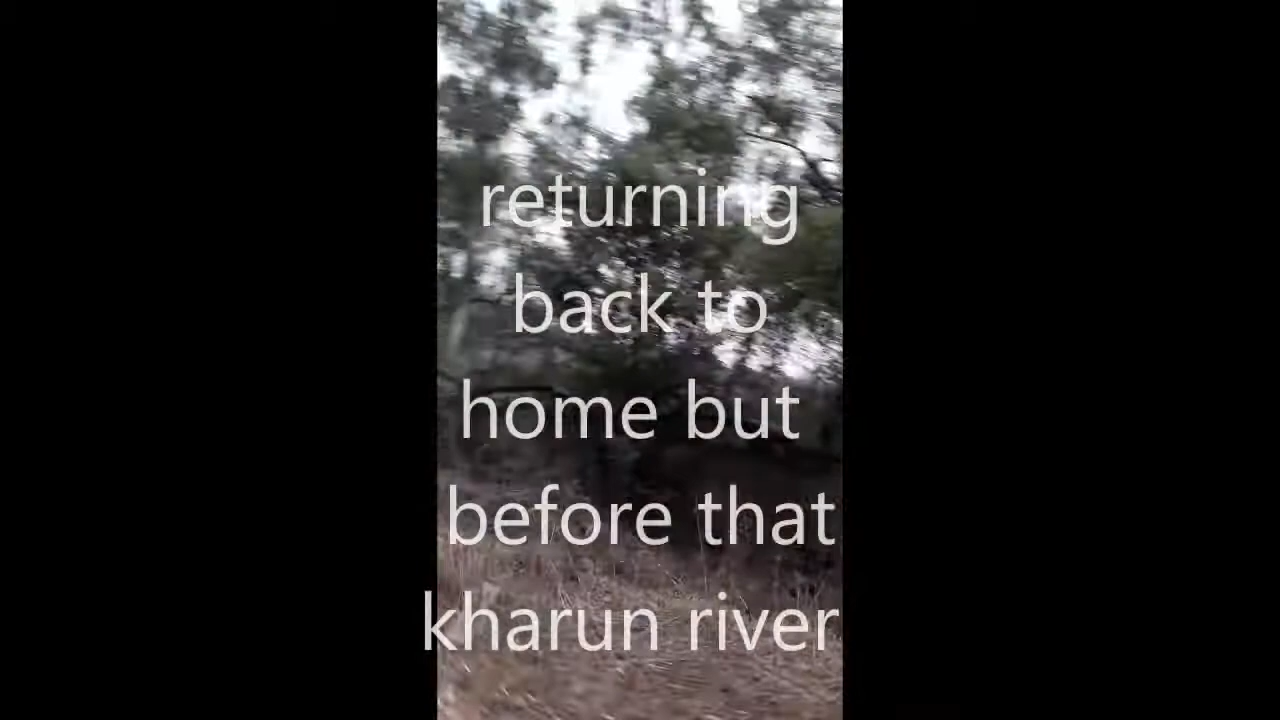 returning
back to
home but
before that
kharun river